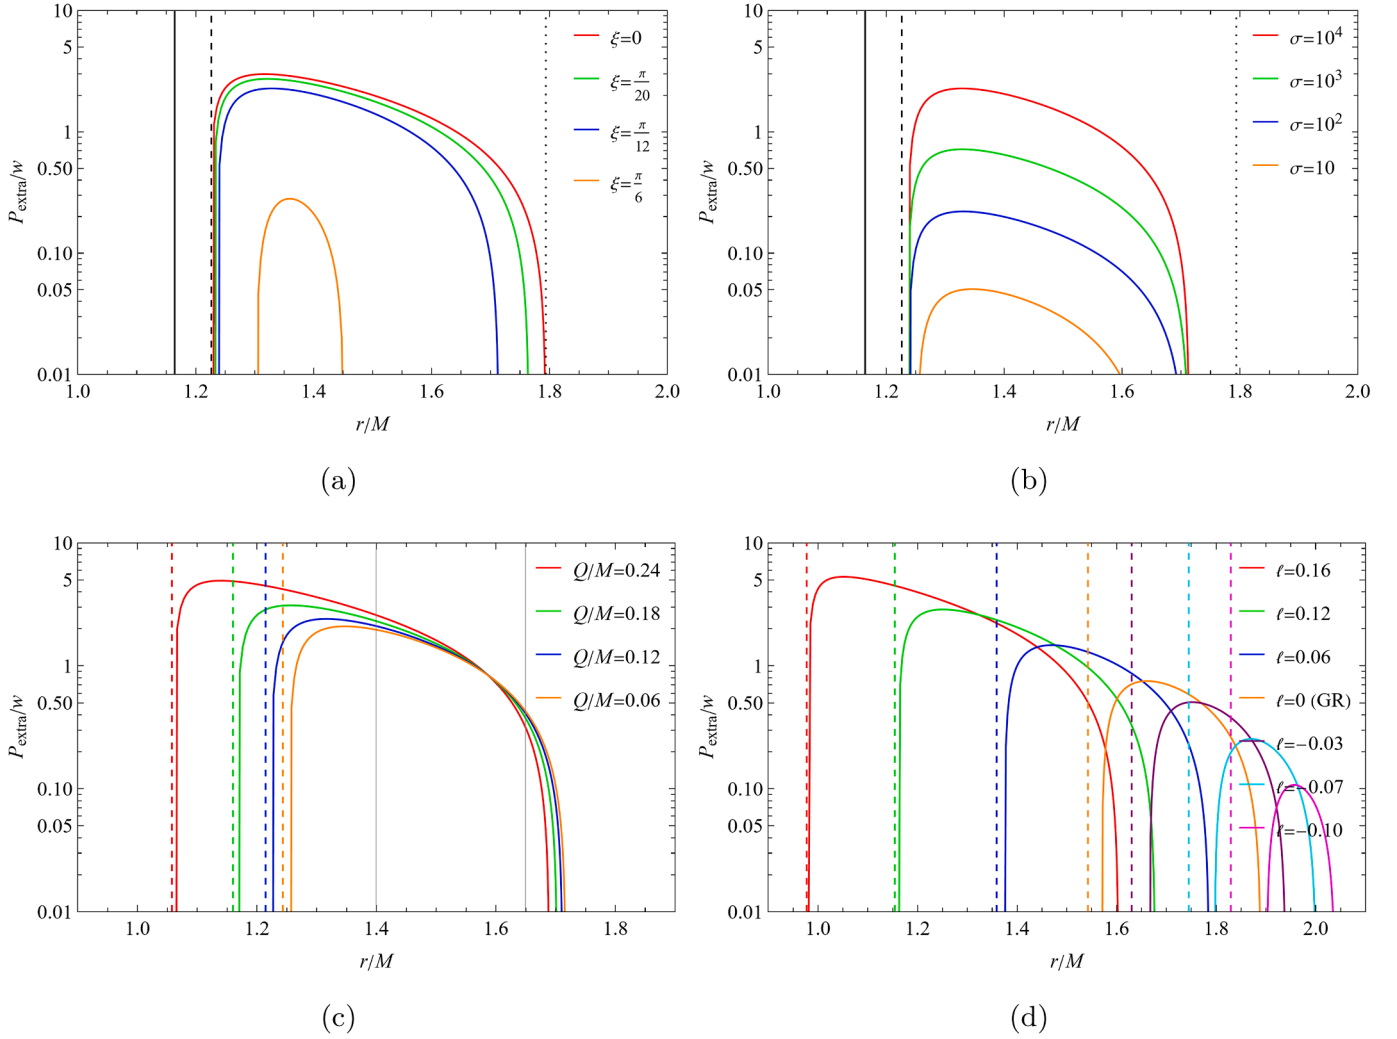 10
5
1
0.50
0.10
0.05
0.01
P_extra/w
1.0 1.2 1.4 1.6 1.8 2.0
r/M
ξ=0
ξ=π/20
ξ=π/12
ξ=π/6
(a)
10
5
1
0.50
0.10
0.05
0.01
P_extra/w
1.0 1.2 1.4 1.6 1.8 2.0
r/M
σ=10⁴
σ=10³
σ=10²
σ=10
(b)
10
5
1
0.50
0.10
0.05
0.01
P_extra/w
1.0 1.2 1.4 1.6 1.8
r/M
Q/M=0.24
Q/M=0.18
Q/M=0.12
Q/M=0.06
(c)
10
5
1
0.50
0.10
0.05
0.01
P_extra/w
1.0 1.2 1.4 1.6 1.8 2.0
r/M
ℓ=0.16
ℓ=0.12
ℓ=0.06
ℓ=0 (GR)
ℓ=−0.03
ℓ=−0.07
ℓ=−0.10
(d)